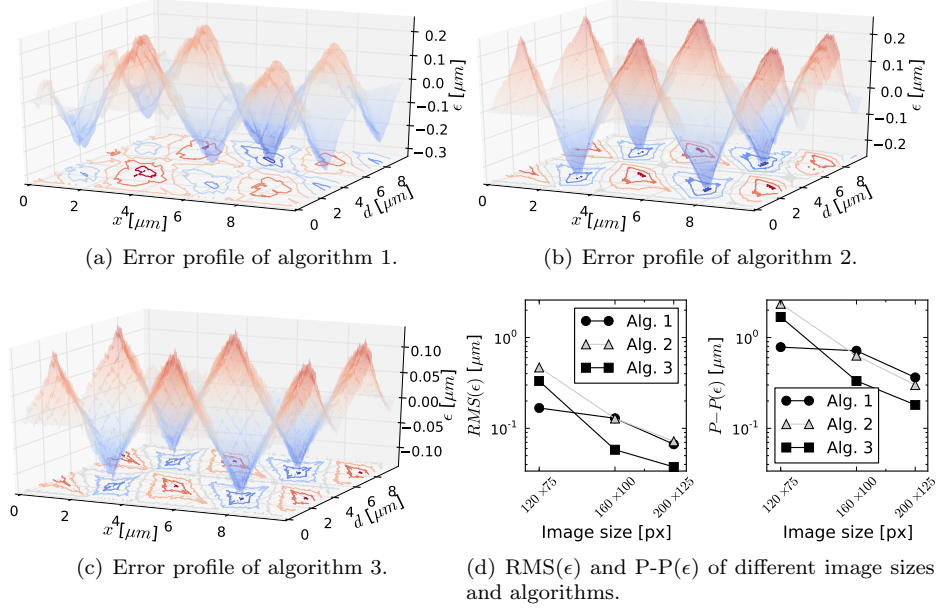 0.2
0.1
0.0
−0.1
−0.2
−0.3
ϵ [μm]
0 2 4 6 8
x [μm]
0 2 4 6 8
d [μm]
(a) Error profile of algorithm 1.
0.2
0.1
0.0
−0.1
−0.2
ϵ [μm]
0 2 4 6 8
x [μm]
0 2 4 6 8
d [μm]
(b) Error profile of algorithm 2.
0.10
0.05
0.00
−0.05
−0.10
ϵ [μm]
0 2 4 6 8
x [μm]
0 2 4 6 8
d [μm]
(c) Error profile of algorithm 3.
RMS(ϵ) [μm]
10⁰
10⁻¹
Alg. 1
Alg. 2
Alg. 3
120 ×75 160 ×100 200 ×125
Image size [px]
P−P(ϵ) [μm]
10⁰
10⁻¹
Alg. 1
Alg. 2
Alg. 3
120 ×75 160 ×100 200 ×125
Image size [px]
(d) RMS(ϵ) and P-P(ϵ) of different image sizes
and algorithms.